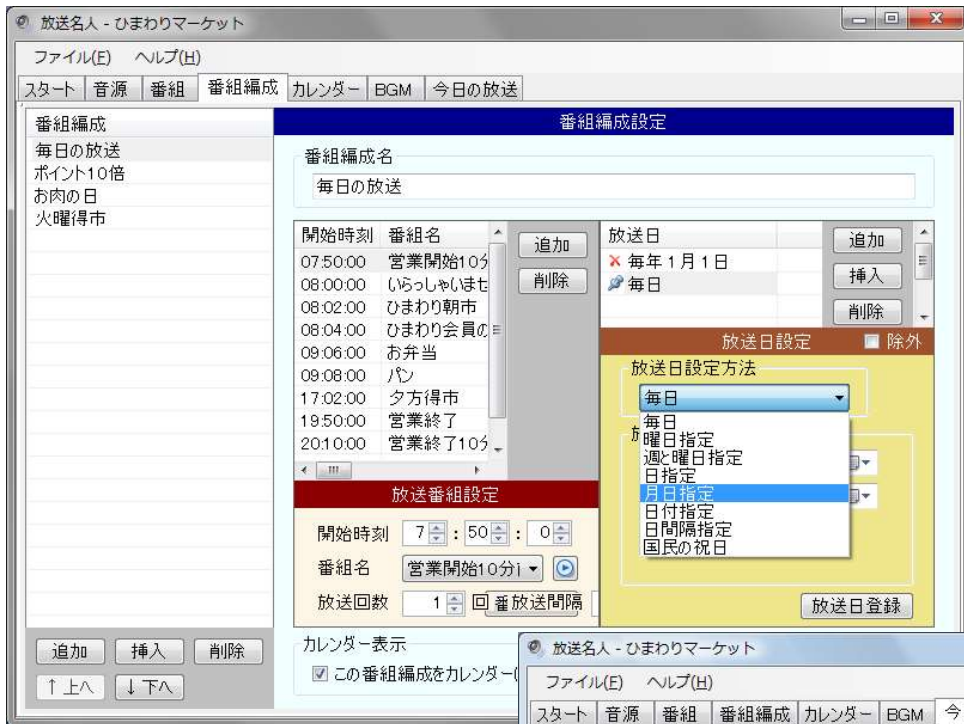 放送名人 - ひまわりマーケット
ファイル(F) ヘルプ(H)
スタート 音源 番組 番組編成 カレンダー BGM 今日の放送
番組編成
毎日の放送
ポイント10倍
お肉の日
火曜得市
追加 挿入 削除
↑上へ ↓下へ
番組編成設定
番組編成名
毎日の放送
開始時刻 番組名
07:50:00 営業開始10分
08:00:00 いらっしゃいませ
08:02:00 ひまわり朝市
08:04:00 ひまわり会員の
09:06:00 お弁当
09:08:00 パン
17:02:00 夕方得市
19:50:00 営業終了
20:10:00 営業終了10分
追加
削除
放送番組設定
開始時刻 7 : 50 : 0
番組名 営業開始10分
放送回数 1 回 番放送間隔
放送日
毎年1月1日
毎日
追加
挿入
削除
放送日設定 除外
放送日設定方法
毎日
毎日
曜日指定
週と曜日指定
日指定
月日指定
日付指定
日間隔指定
国民の祝日
放送日登録
カレンダー表示
この番組編成をカレンダー
放送名人 - ひまわりマーケット
ファイル(F) ヘルプ(H)
スタート 音源 番組 番組編成 カレンダー BGM 今